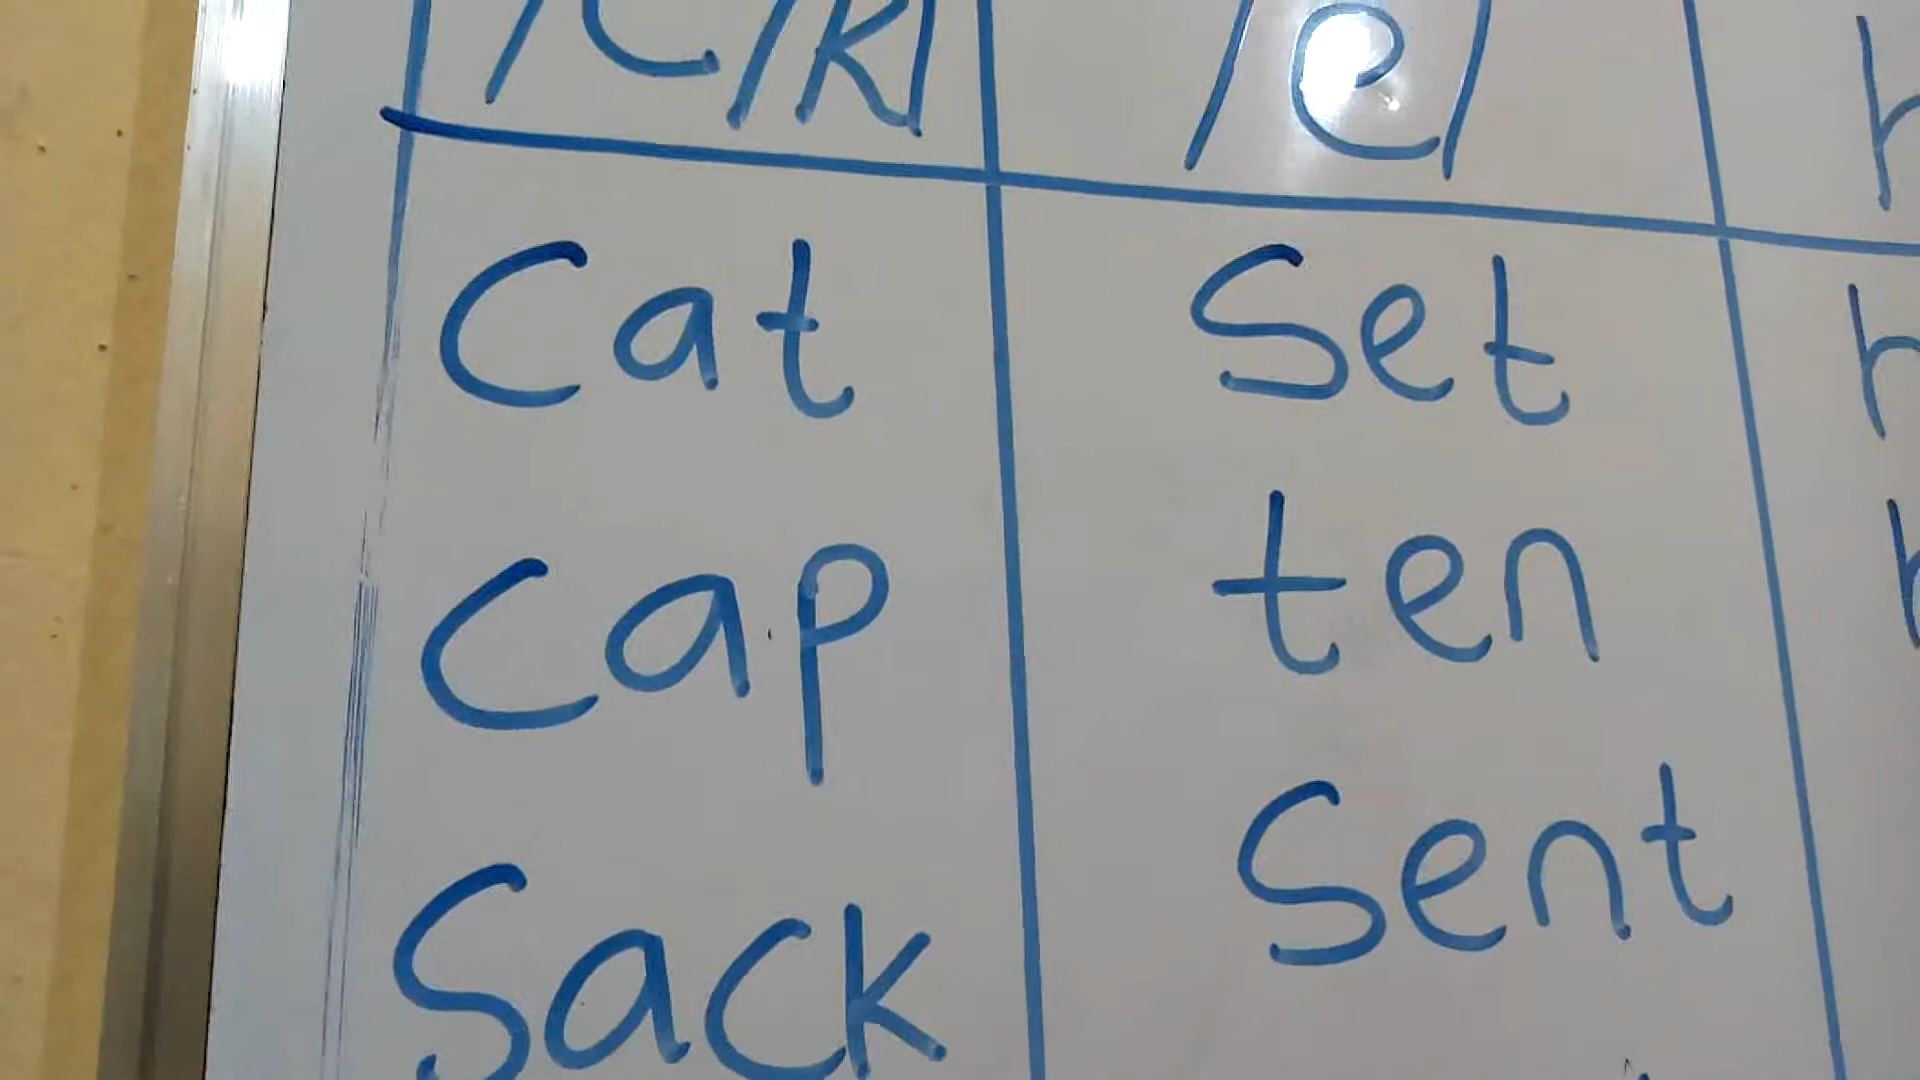 /c/k/ /e/
Cat Set
Cap ten
Sack Sent